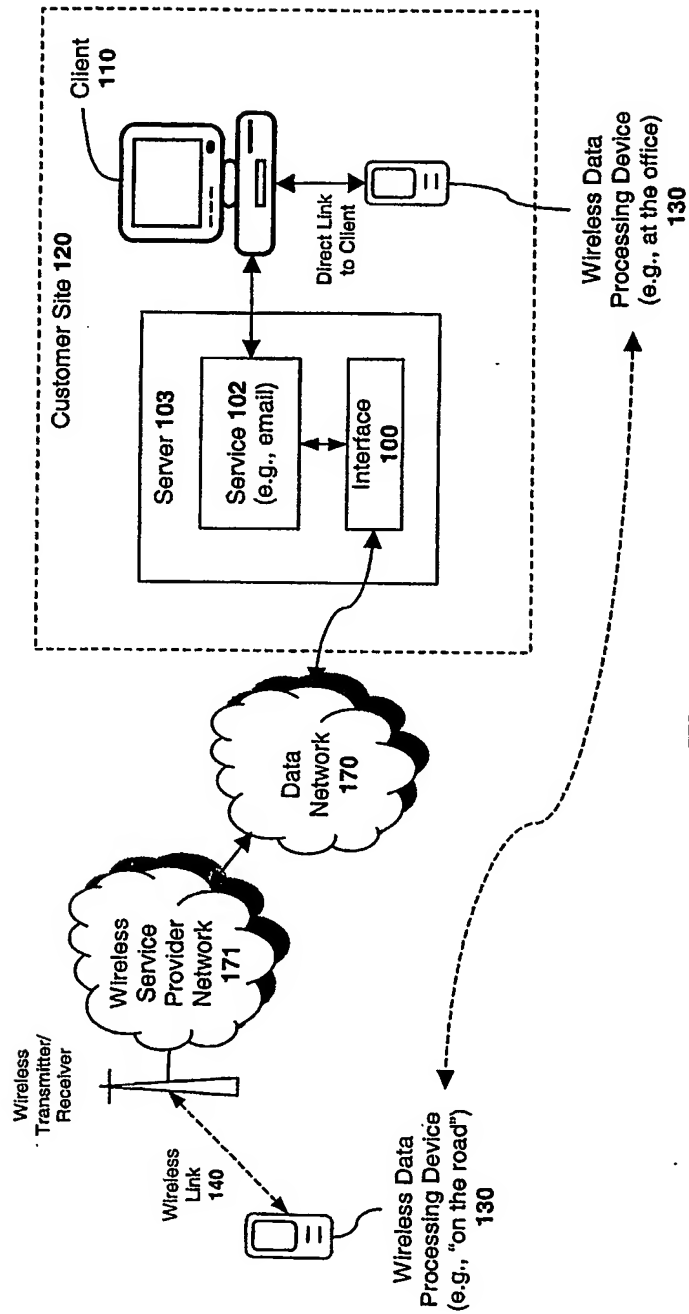 Customer Site 120
Client
110
Server 103
Service 102
(e.g., email)
Interface
100
Direct Link
to Client
Wireless Data
Processing Device
(e.g., at the office)
130
Data
Network
170
Wireless
Service
Provider
Network
171
Wireless
Transmitter/
Receiver
Wireless
Link
140
Wireless Data
Processing Device
(e.g., "on the road")
130